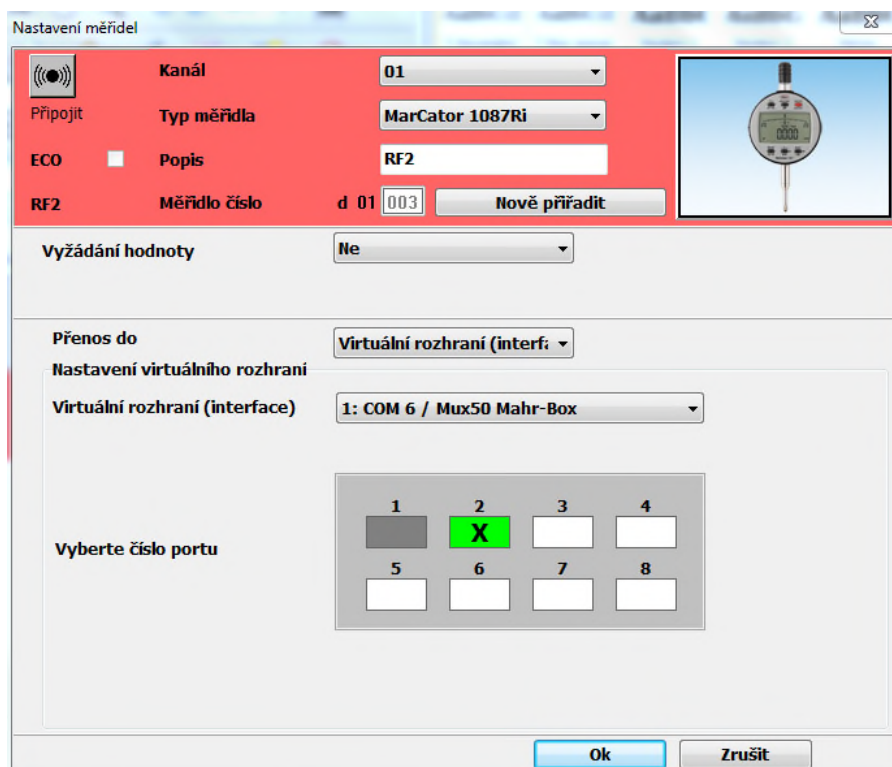 Nastavení měřidel
Kanál 01
Připojit Typ měřidla MarCator 1087Ri
ECO Popis RF2
RF2 Měřidlo číslo d 01 003 Nově přiřadit
0000
Vyžádání hodnoty Ne
Přenos do Virtuální rozhraní (interfa
Nastavení virtuálního rozhraní
Virtuální rozhraní (interface) 1: COM 6 / Mux50 Mahr-Box
1 2 3 4
X
Vyberte číslo portu
5 6 7 8
Ok Zrušit